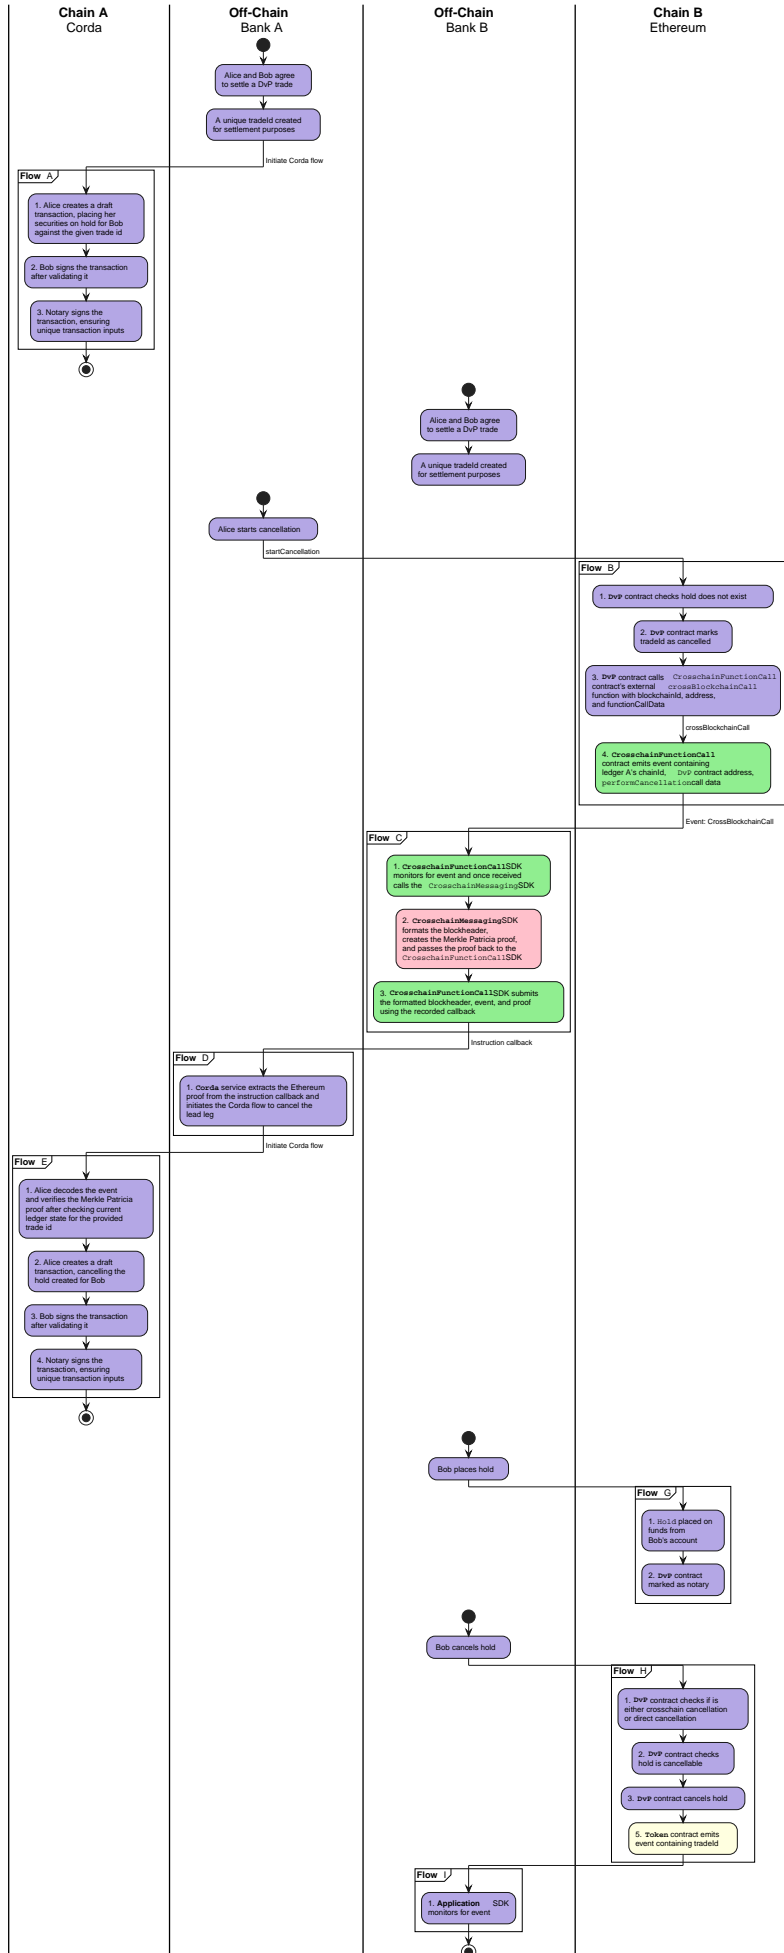 Chain A
Corda
Off-Chain
Bank A
Off-Chain
Bank B
Chain B
Ethereum
Alice and Bob agree
to settle a DvP trade
A unique tradeId created
for settlement purposes
Initiate Corda flow
Flow A
1. Alice creates a draft
transaction, placing her
securities on hold for Bob
against the given trade id
2. Bob signs the transaction
after validating it
3. Notary signs the
transaction, ensuring
unique transaction inputs
Alice and Bob agree
to settle a DvP trade
A unique tradeId created
for settlement purposes
Alice starts cancellation
startCancellation
Flow B
1. DvP contract checks hold does not exist
2. DvP contract marks
tradeId as cancelled
3. DvP contract calls CrosschainFunctionCall
contract's external crossBlockchainCall
function with blockchainId, address,
and functionCallData
crossBlockchainCall
4. CrosschainFunctionCall
contract emits event containing
ledger A's chainId, DvP contract address,
performCancellation call data
Event: CrossBlockchainCall
Flow C
1. CrosschainFunctionCall SDK
monitors for event and once received
calls the CrosschainMessaging SDK
2. CrosschainMessaging SDK
formats the blockheader,
creates the Merkle Patricia proof,
and passes the proof back to the
CrosschainFunctionCall SDK
3. CrosschainFunctionCall SDK submits
the formatted blockheader, event, and proof
using the recorded callback
Instruction callback
Flow D
1. Corda service extracts the Ethereum
proof from the instruction callback and
initiates the Corda flow to cancel the
lead leg
Initiate Corda flow
Flow E
1. Alice decodes the event
and verifies the Merkle Patricia
proof after checking current
ledger state for the provided
trade id
2. Alice creates a draft
transaction, cancelling the
hold created for Bob
3. Bob signs the transaction
after validating it
4. Notary signs the
transaction, ensuring
unique transaction inputs
Bob places hold
Flow G
1. Hold placed on
funds from
Bob's account
2. DvP contract
marked as notary
Bob cancels hold
Flow H
1. DvP contract checks if is
either crosschain cancellation
or direct cancellation
2. DvP contract checks
hold is cancellable
3. DvP contract cancels hold
5. Token contract emits
event containing tradeId
Flow I
1. Application SDK
monitors for event